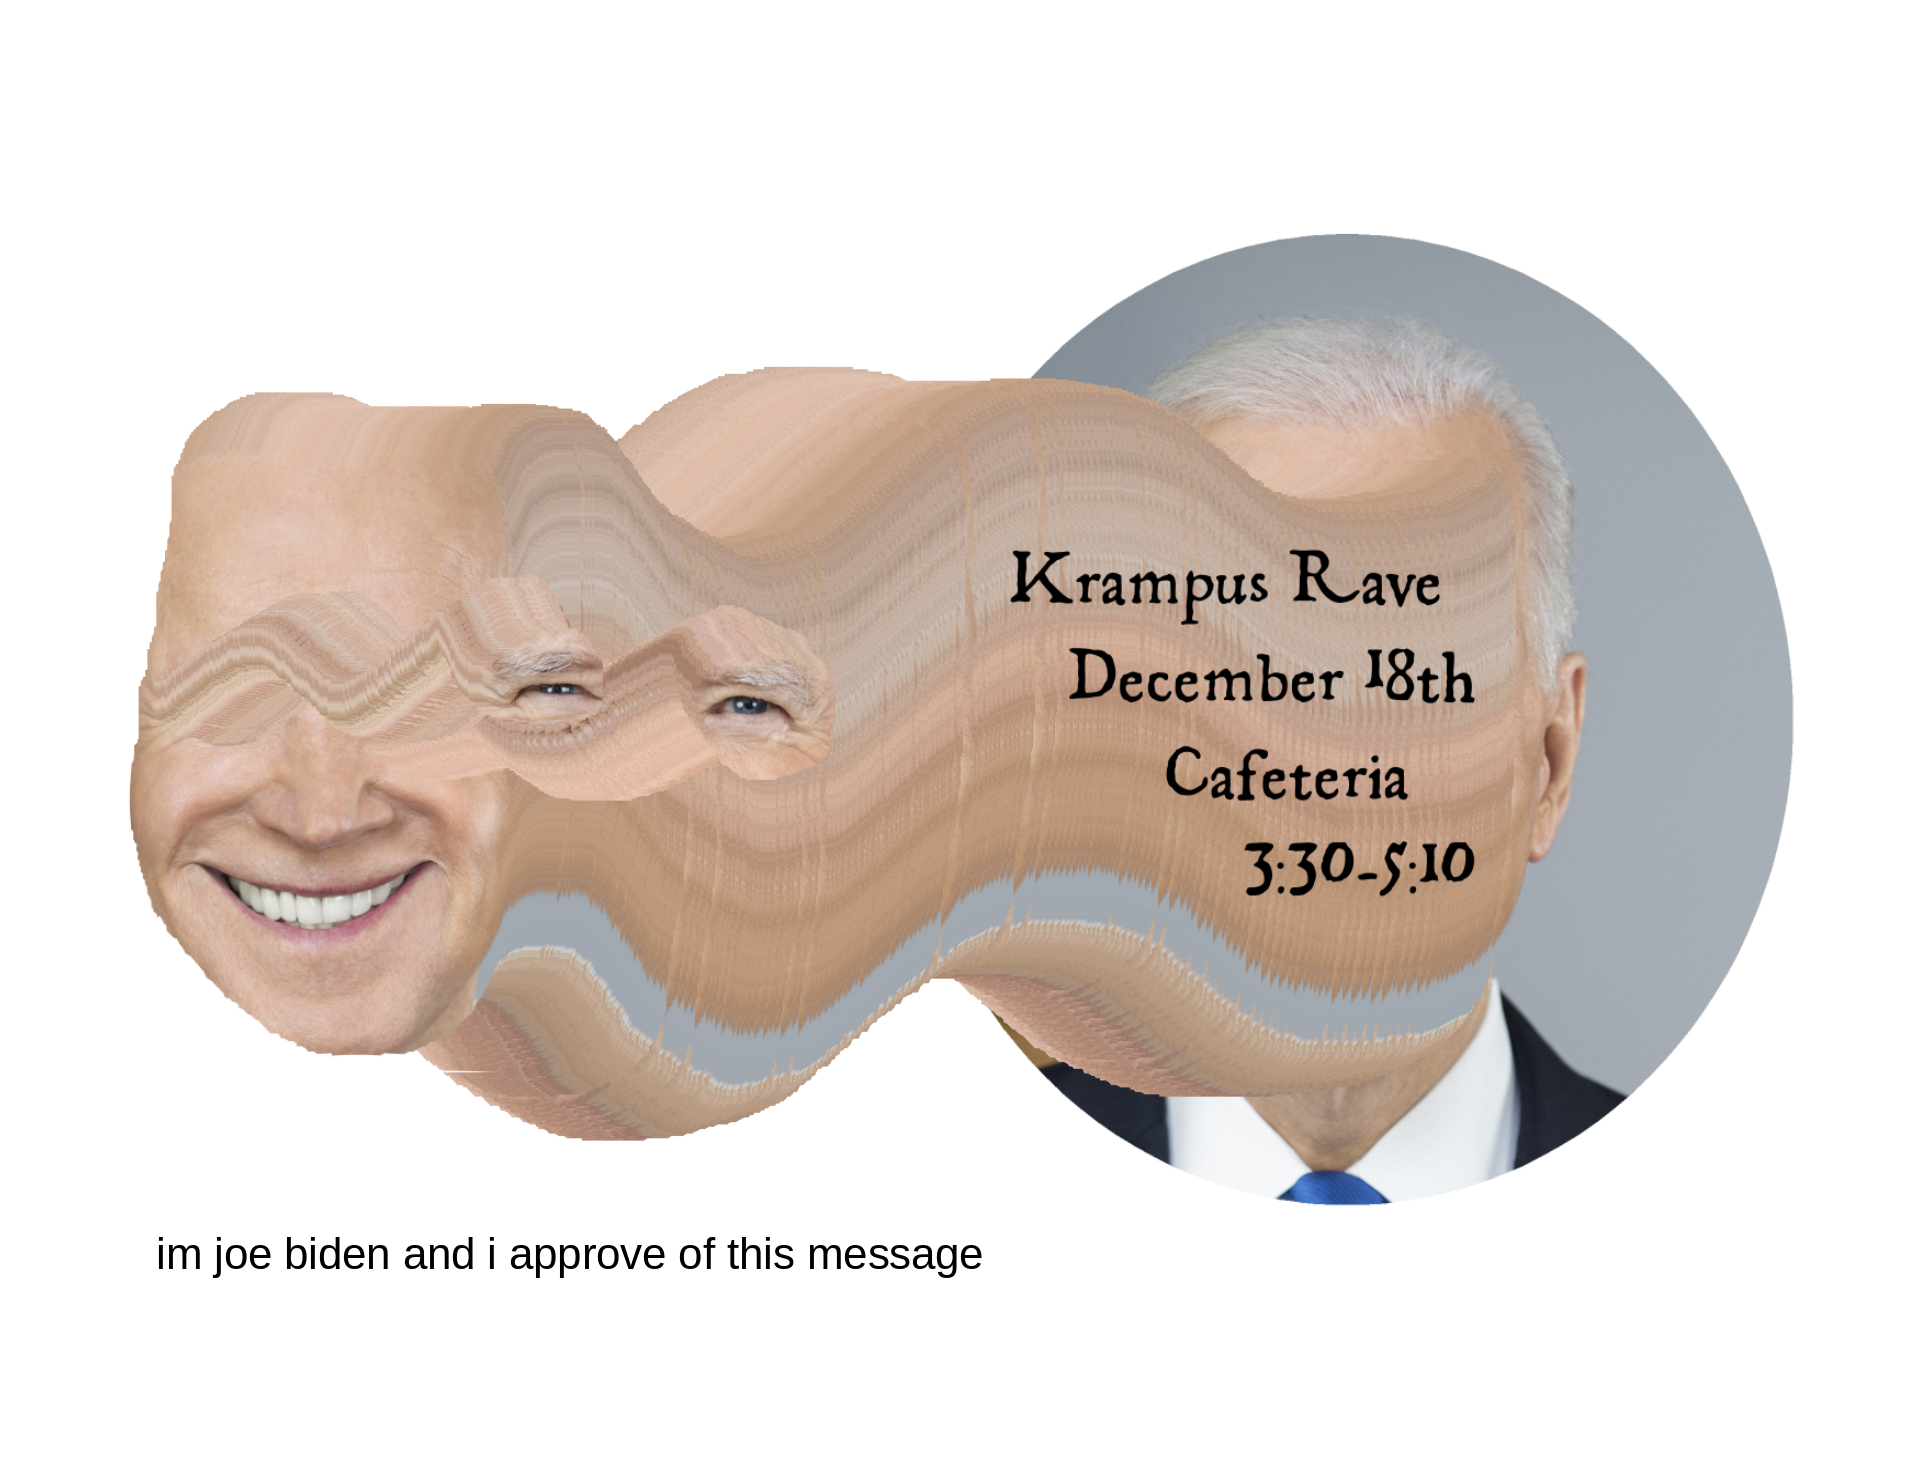 Krampus Rave
December 18th
Cafeteria
3:30-5:10
im joe biden and i approve of this message